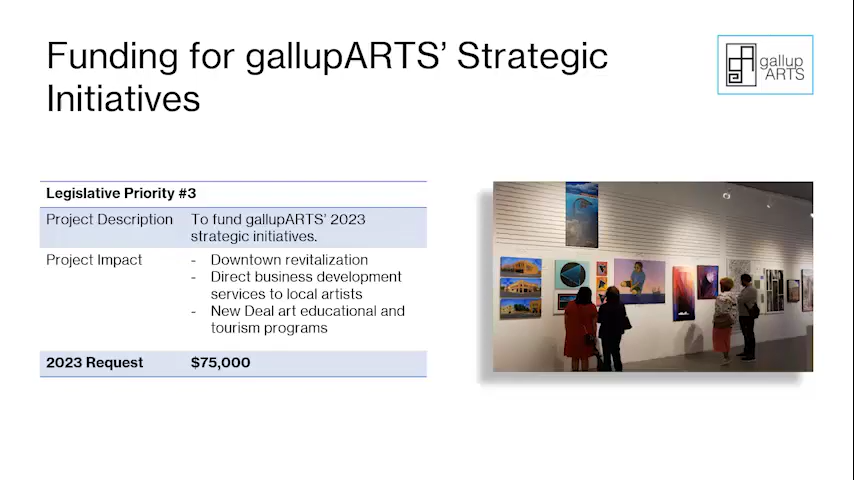 Funding for gallupARTS’ Strategic
Initiatives
gallup
ARTS
Legislative Priority #3
Project Description To fund gallupARTS’ 2023
strategic initiatives.
Project Impact - Downtown revitalization
- Direct business development
services to local artists
- New Deal art educational and
tourism programs
2023 Request $75,000